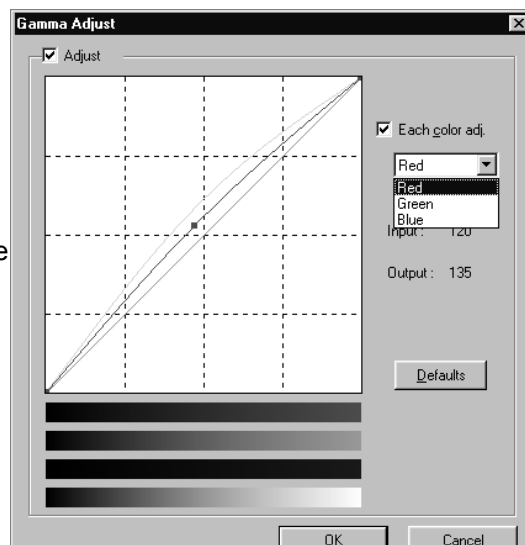 Gamma Adjust
Adjust
Each color adj.
Red
Red
Green
Blue
e
Input : 120
Output : 135
Defaults
OK
Cancel